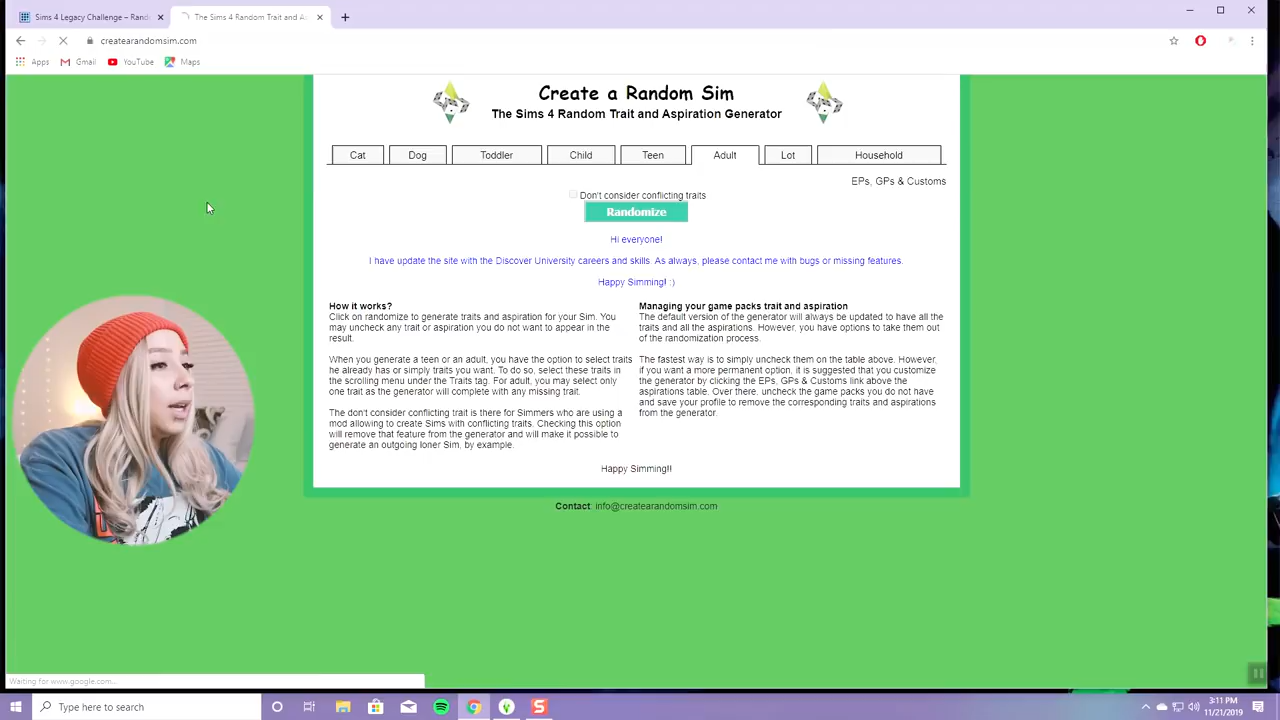 Sims 4 Legacy Challenge – Rand
The Sims 4 Random Trait and A
createarandomsim.com
Apps
Gmail
YouTube
Maps
Create a Random Sim
The Sims 4 Random Trait and Aspiration Generator
Cat
Dog
Toddler
Child
Teen
Adult
Lot
Household
EPs, GPs & Customs
Don't consider conflicting traits
Randomize
Hi everyone!
I have update the site with the Discover University careers and skills. As always, please contact me with bugs or missing features.
Happy Simming! :)
How it works?
Click on randomize to generate traits and aspiration for your Sim. You
may uncheck any trait or aspiration you do not want to appear in the
result.
When you generate a teen or an adult, you have the option to select traits
he already has or simply traits you want. To do so, select these traits in
the scrolling menu under the Traits tag. For adult, you may select only
one trait as the generator will complete with any missing trait.
The don't consider conflicting trait is there for Simmers who are using a
mod allowing to create Sims with conflicting traits. Checking this option
will remove that feature from the generator and will make it possible to
generate an outgoing loner Sim, by example.
Managing your game packs trait and aspiration
The default version of the generator will always be updated to have all the
traits and all the aspirations. However, you have options to take them out
of the randomization process.
The fastest way is to simply uncheck them on the table above. However,
if you want a more permanent option, it is suggested that you customize
the generator by clicking the EPs, GPs & Customs link above the
aspirations table. Over there, uncheck the game packs you do not have
and save your profile to remove the corresponding traits and aspirations
from the generator.
Happy Simming!!
Contact: info@createarandomsim.com
Waiting for www.google.com...
Type here to search
3:11 PM
11/21/2019